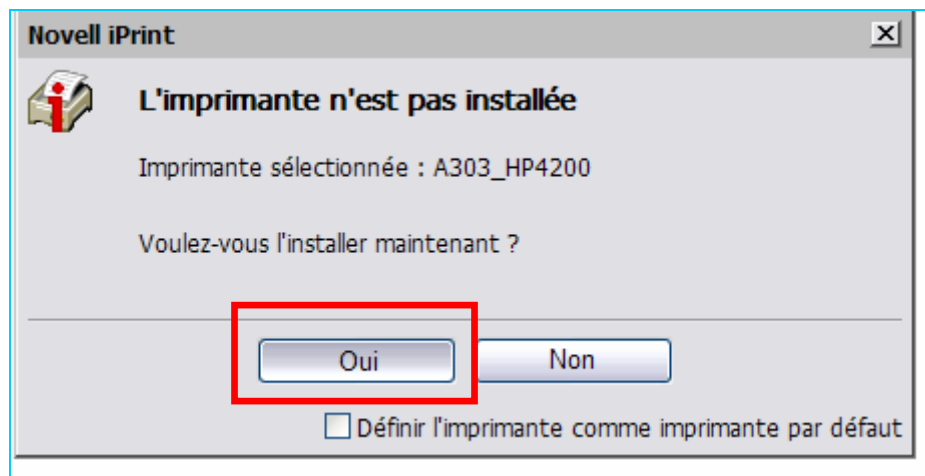 Novell iPrint
L'imprimante n'est pas installée
Imprimante sélectionnée : A303_HP4200
Voulez-vous l'installer maintenant ?
Oui Non
Définir l'imprimante comme imprimante par défaut